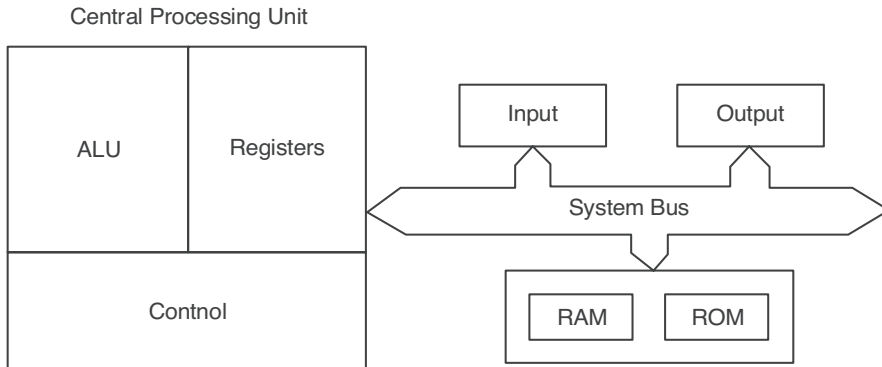 Central Processing Unit
ALU
Registers
Contnol
Input
Output
System Bus
RAM
ROM